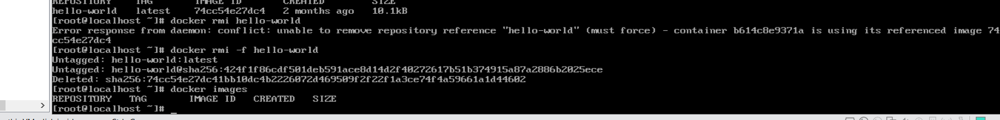 REPOSITORY TAG IMAGE ID CREATED SIZE
hello-world latest 74cc54e27dc4 2 months ago 10.1kB
[root@localhost ~]# docker rmi hello-world
Error response from daemon: conflict: unable to remove repository reference "hello-world" (must force) - container b614c8e9371a is using its referenced image 74
cc54e27dc4
[root@localhost ~]# docker rmi -f hello-world
Untagged: hello-world:latest
Untagged: hello-world@sha256:424f1f86cdf501deb591ace8d14d2f40272617b51b374915a87a2886b2025ece
Deleted: sha256:74cc54e27dc41bb10dc4b2226072d469509f2f22f1a3ce74f4a59661a1d44602
[root@localhost ~]# docker images
REPOSITORY TAG IMAGE ID CREATED SIZE
[root@localhost ~]# _